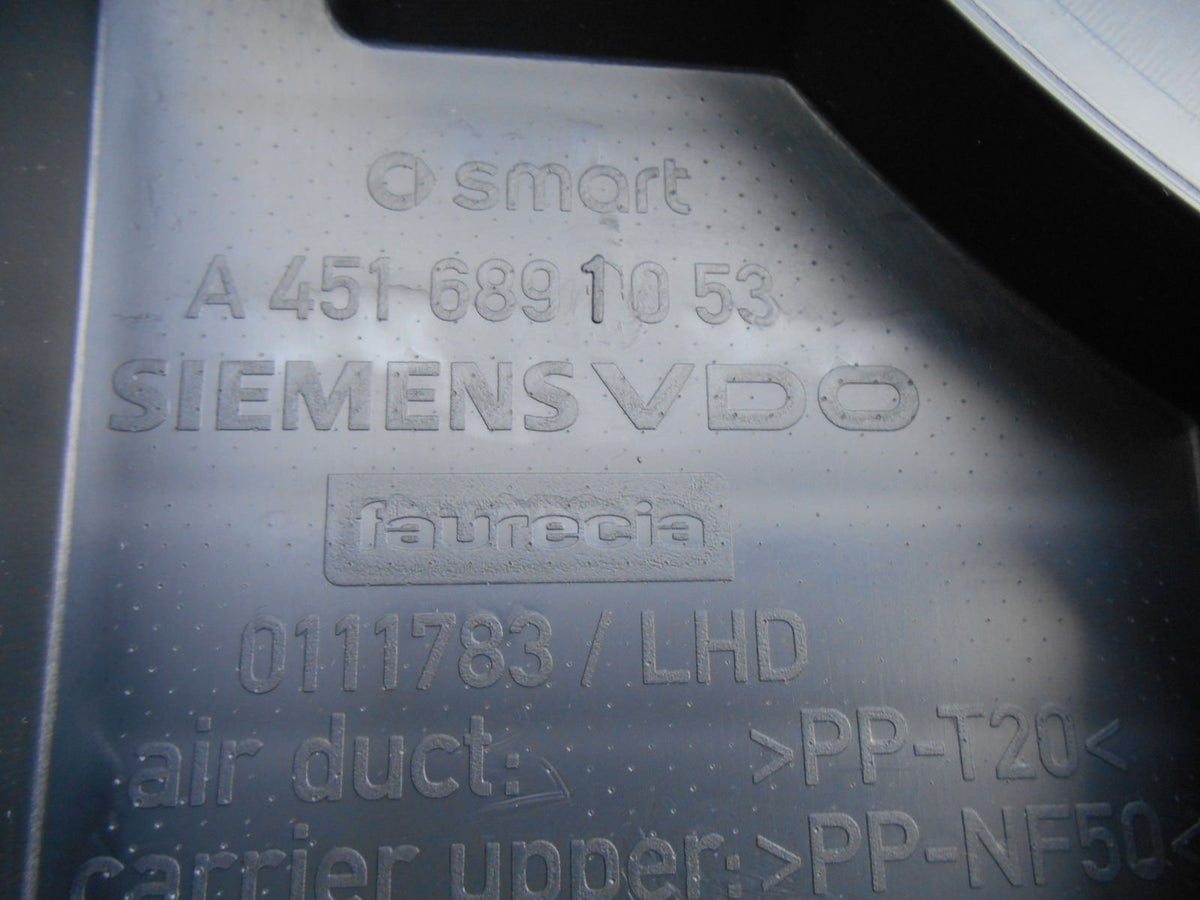 smart
A 451 689 10 53
SIEMENS VDO
faurecia
0111783 / LHD
air duct: >PP-T20<
carrier upper: >PP-NF50<